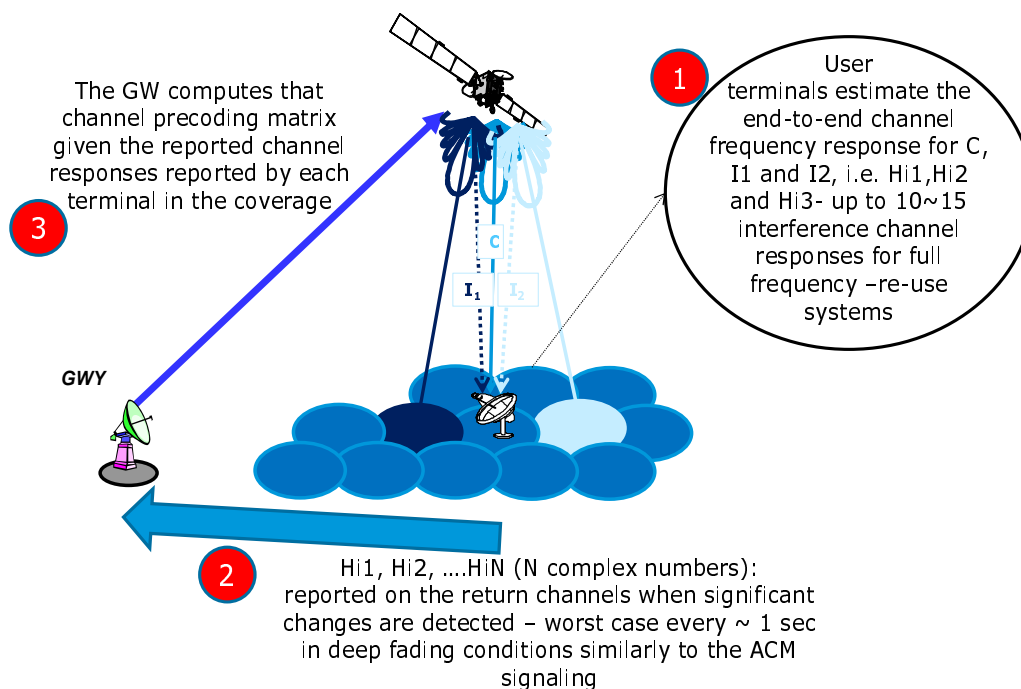 1
User
terminals estimate the
end-to-end channel
frequency response for C,
I1 and I2, i.e. Hi1,Hi2
and Hi3- up to 10~15
interference channel
responses for full
frequency –re-use
systems
The GW computes that
channel precoding matrix
given the reported channel
responses reported by each
terminal in the coverage
3
C
I₁
I₂
GWY
2
Hi1, Hi2, ....HiN (N complex numbers):
reported on the return channels when significant
changes are detected – worst case every ~ 1 sec
in deep fading conditions similarly to the ACM
signaling